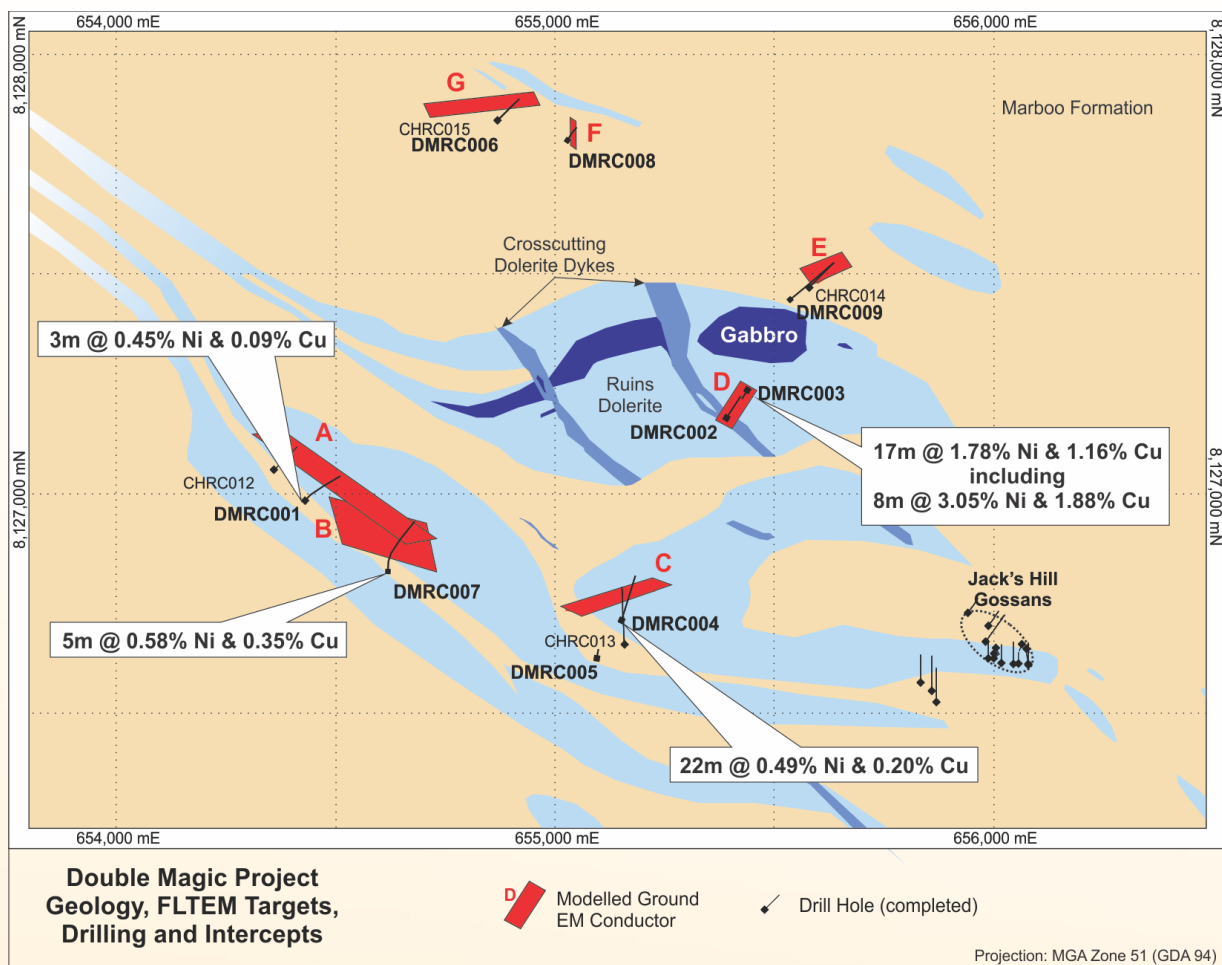 654,000 mE
655,000 mE
656,000 mE
8,128,000 mN
8,128,000 mN
G
CHRC015
DMRC006
F
DMRC008
Marboo Formation
Crosscutting
Dolerite Dykes
E
CHRC014
DMRC009
3m @ 0.45% Ni & 0.09% Cu
Gabbro
Ruins
Dolerite
D
DMRC003
DMRC002
A
17m @ 1.78% Ni & 1.16% Cu
including
8m @ 3.05% Ni & 1.88% Cu
CHRC012
DMRC001
B
8,127,000 mN
8,127,000 mN
DMRC007
C
Jack's Hill
Gossans
DMRC004
5m @ 0.58% Ni & 0.35% Cu
CHRC013
DMRC005
22m @ 0.49% Ni & 0.20% Cu
654,000 mE
655,000 mE
656,000 mE
Double Magic Project
Geology, FLTEM Targets,
Drilling and Intercepts
D
Modelled Ground
EM Conductor
Drill Hole (completed)
Projection: MGA Zone 51 (GDA 94)